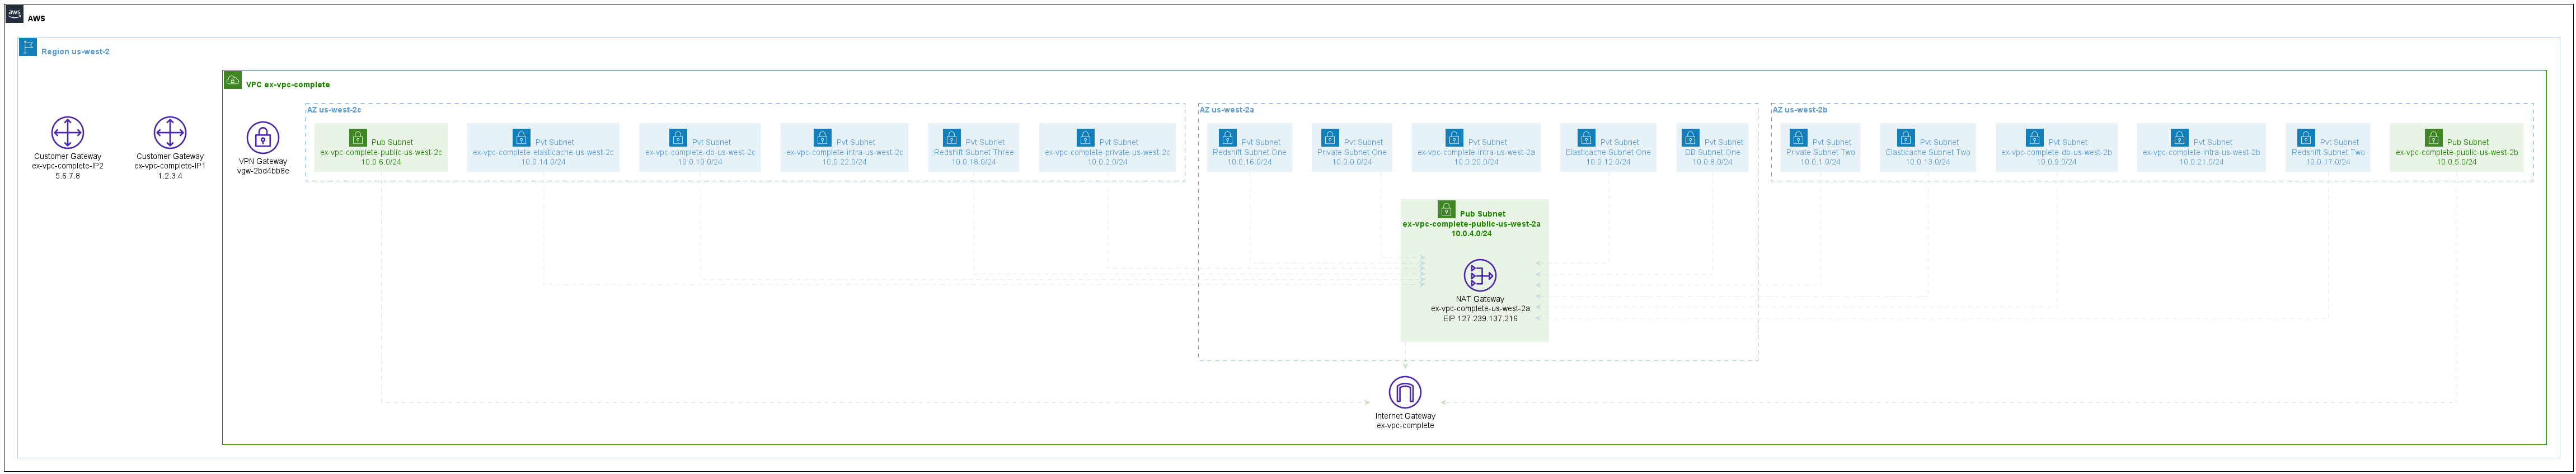 aws
AWS
Region us-west-2
VPC ex-vpc-complete
Customer Gateway
ex-vpc-complete-IP2
5.6.7.8
Customer Gateway
ex-vpc-complete-IP1
1.2.3.4
VPN Gateway
vgw-2bd4bb8e
AZ us-west-2c
Pub Subnet
ex-vpc-complete-public-us-west-2c
10.0.6.0/24
Pvt Subnet
ex-vpc-complete-elasticache-us-west-2c
10.0.14.0/24
Pvt Subnet
ex-vpc-complete-db-us-west-2c
10.0.10.0/24
Pvt Subnet
ex-vpc-complete-intra-us-west-2c
10.0.22.0/24
Pvt Subnet
Redshift Subnet Three
10.0.18.0/24
Pvt Subnet
ex-vpc-complete-private-us-west-2c
10.0.2.0/24
AZ us-west-2a
Pvt Subnet
Redshift Subnet One
10.0.16.0/24
Pvt Subnet
Private Subnet One
10.0.0.0/24
Pvt Subnet
ex-vpc-complete-intra-us-west-2a
10.0.20.0/24
Pvt Subnet
Elasticache Subnet One
10.0.12.0/24
Pvt Subnet
DB Subnet One
10.0.8.0/24
Pub Subnet
ex-vpc-complete-public-us-west-2a
10.0.4.0/24
NAT Gateway
ex-vpc-complete-us-west-2a
EIP 127.239.137.216
AZ us-west-2b
Pvt Subnet
Private Subnet Two
10.0.1.0/24
Pvt Subnet
Elasticache Subnet Two
10.0.13.0/24
Pvt Subnet
ex-vpc-complete-db-us-west-2b
10.0.9.0/24
Pvt Subnet
ex-vpc-complete-intra-us-west-2b
10.0.21.0/24
Pvt Subnet
Redshift Subnet Two
10.0.17.0/24
Pub Subnet
ex-vpc-complete-public-us-west-2b
10.0.5.0/24
Internet Gateway
ex-vpc-complete